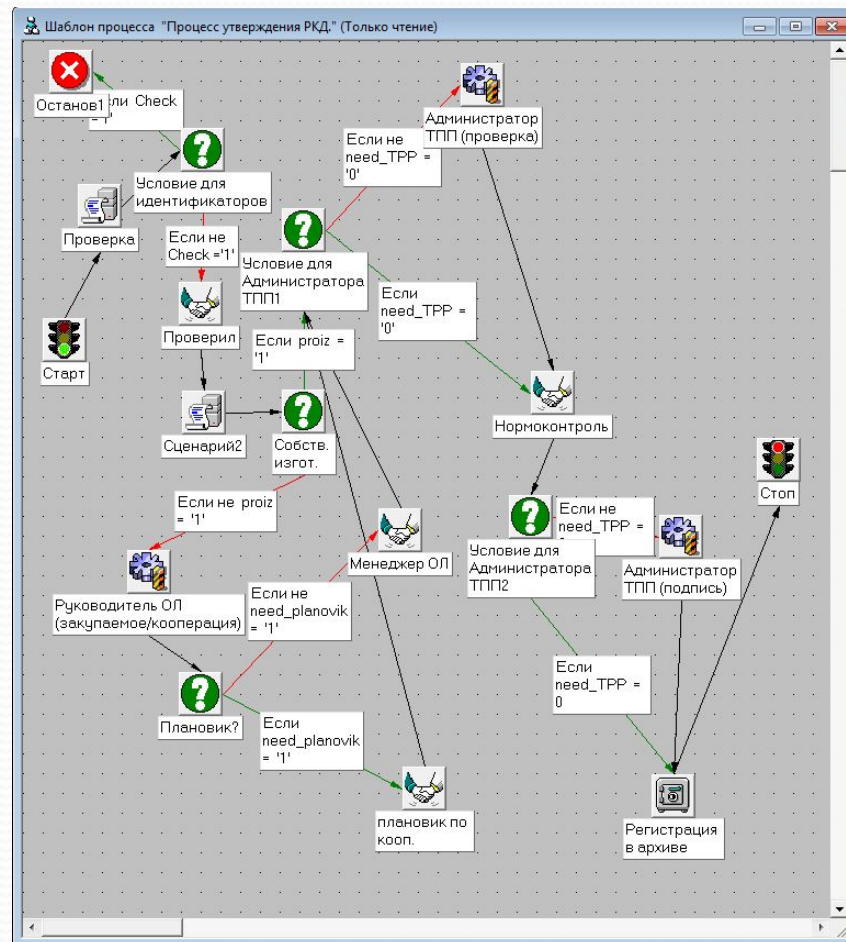 Шаблон процесса "Процесс утверждения РКД." (Только чтение)
Останов1
Если Check
= '1'
Условие для
идентификаторов
Проверка
Если не
Check ='1'
Старт
Проверил
Сценарий2
Условие для
Администратора
ТПП1
Если proiz =
'1'
Собств.
изгот.
Если не
need_TPP =
'0'
Администратор
ТПП (проверка)
Если
need_TPP =
'0'
Нормоконтроль
Стоп
Если не proiz
= '1'
Руководитель ОЛ
(закупаемое/кооперация)
Менеджер ОЛ
Если не
need_planovik
= '1'
Плановик?
Если
need_planovik
= '1'
плановик по
кооп.
Условие для
Администратора
ТПП2
Если не
need_TPP =
Администратор
ТПП (подпись)
Если
need_TPP =
0
Регистрация
в архиве